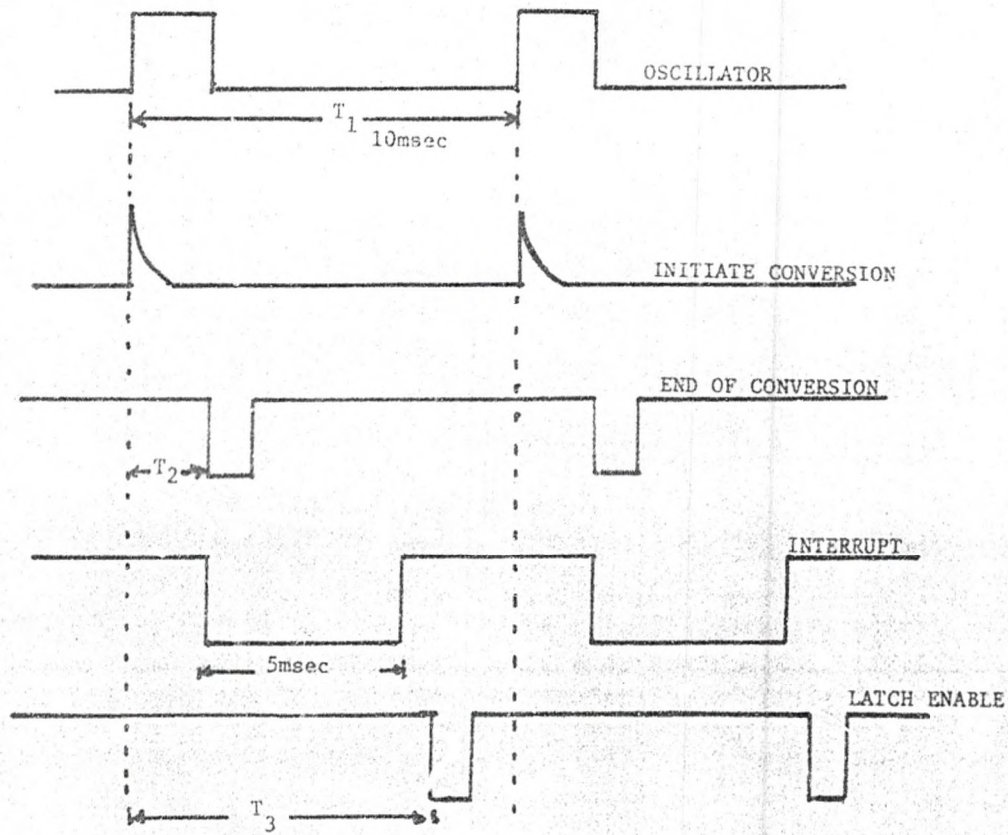 OSCILLATOR
T1
10msec
INITIATE CONVERSION
END OF CONVERSION
T2
INTERRUPT
5msec
LATCH ENABLE
T3